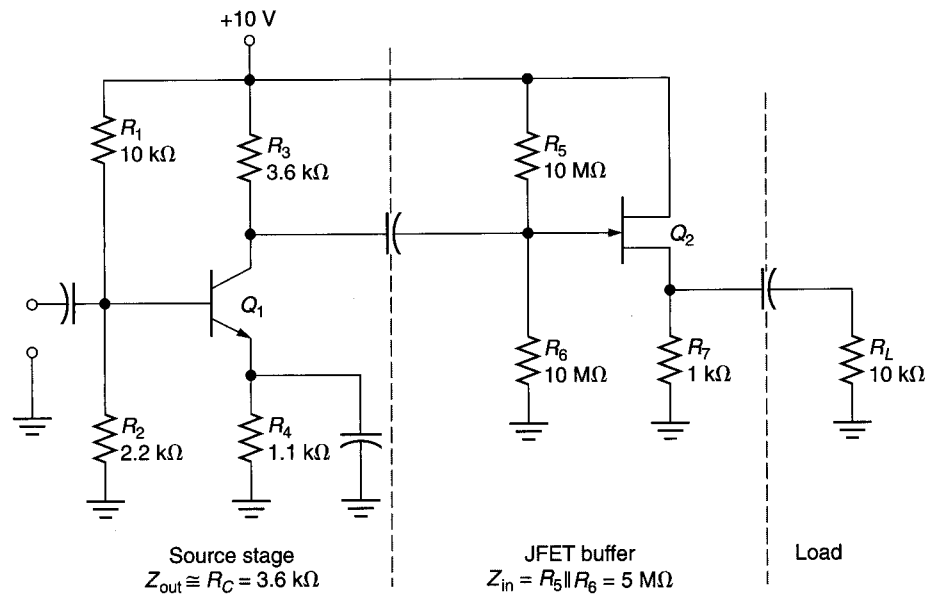 +10 V
R1
10 kΩ
R3
3.6 kΩ
R5
10 MΩ
Q2
Q1
R2
2.2 kΩ
R4
1.1 kΩ
R6
10 MΩ
R7
1 kΩ
RL
10 kΩ
Source stage
Zout ≅ RC = 3.6 kΩ
JFET buffer
Zin = R5||R6 = 5 MΩ
Load